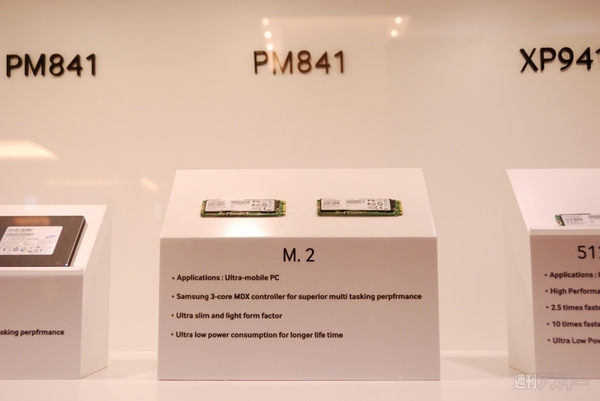 PM841
PM841
XP941
asking perpfrmance
M. 2
• Applications : Ultra-mobile PC
• Samsung 3-core MDX controller for superior multi tasking perpfrmance
• Ultra slim and light form factor
• Ultra low power consumption for longer life time
51
• Applications :
• High Performa
• 2.5 times faste
• 10 times faste
• Ultra Low Pow
週刊アスキー